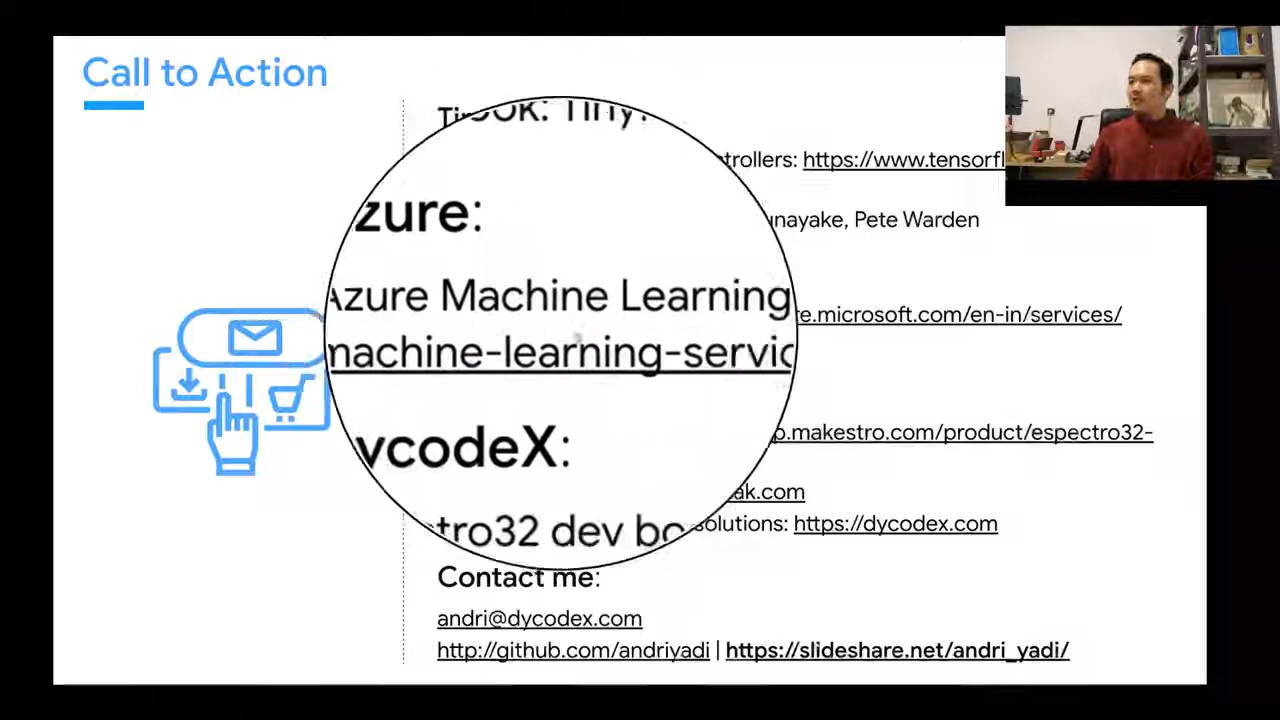 Call to Action
trollers: https://www.tensorfl
unayake, Pete Warden
zure:
Azure Machine Learning
re.microsoft.com/en-in/services/
machine-learning-servic
ycodeX:
p.makestro.com/product/espectro32-
ak.com
tro32 dev bo
solutions: https://dycodex.com
Contact me:
andri@dycodex.com
http://github.com/andriyadi | https://slideshare.net/andri_yadi/